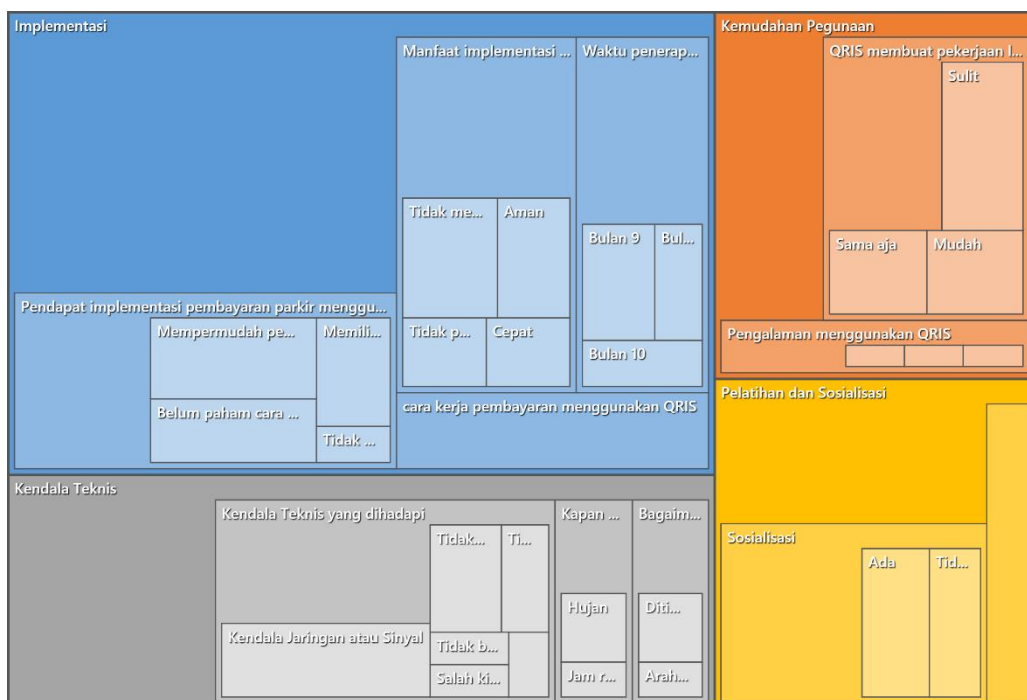 Implementasi
Manfaat implementasi ...
Waktu penerap...
Tidak me...
Aman
Tidak p...
Cepat
Bulan 9
Bul...
Bulan 10
Pendapat implementasi pembayaran parkir menggu...
Mempermudah pe...
Memili...
Belum paham cara ...
Tidak ...
cara kerja pembayaran menggunakan QRIS
Kemudahan Pegunaan
QRIS membuat pekerjaan l...
Sulit
Sama aja
Mudah
Pengalaman menggunakan QRIS
Kendala Teknis
Kendala Teknis yang dihadapi
Tidak...
Ti...
Kendala Jaringan atau Sinyal
Tidak b...
Salah ki...
Kapan ...
Hujan
Jam r...
Bagaim...
Diti...
Arah...
Pelatihan dan Sosialisasi
Sosialisasi
Ada
Tid...